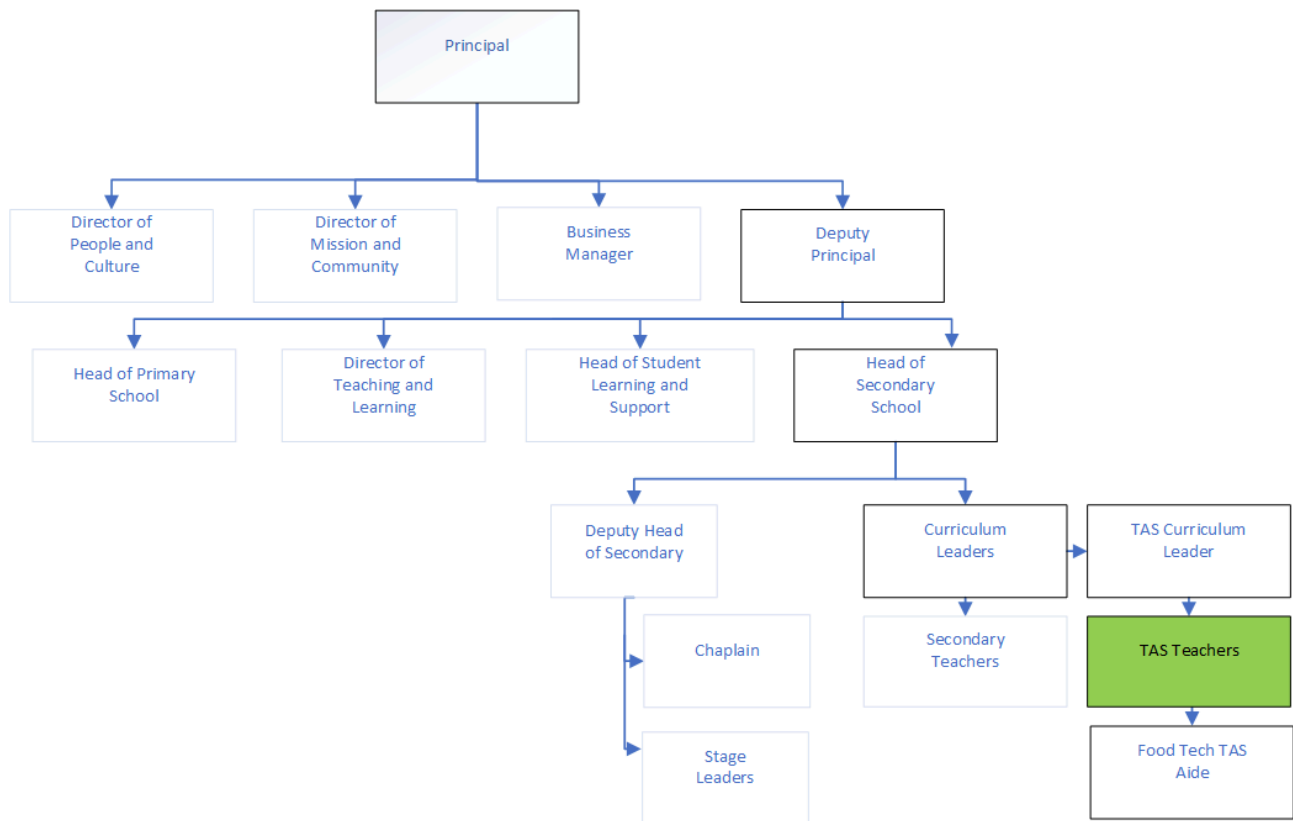 Principal
Director of
People and
Culture
Director of
Mission and
Community
Business
Manager
Deputy
Principal
Head of Primary
School
Director of
Teaching and
Learning
Head of Student
Learning and
Support
Head of
Secondary
School
Deputy Head
of Secondary
Curriculum
Leaders
TAS Curriculum
Leader
Chaplain
Secondary
Teachers
TAS Teachers
Stage
Leaders
Food Tech TAS
Aide